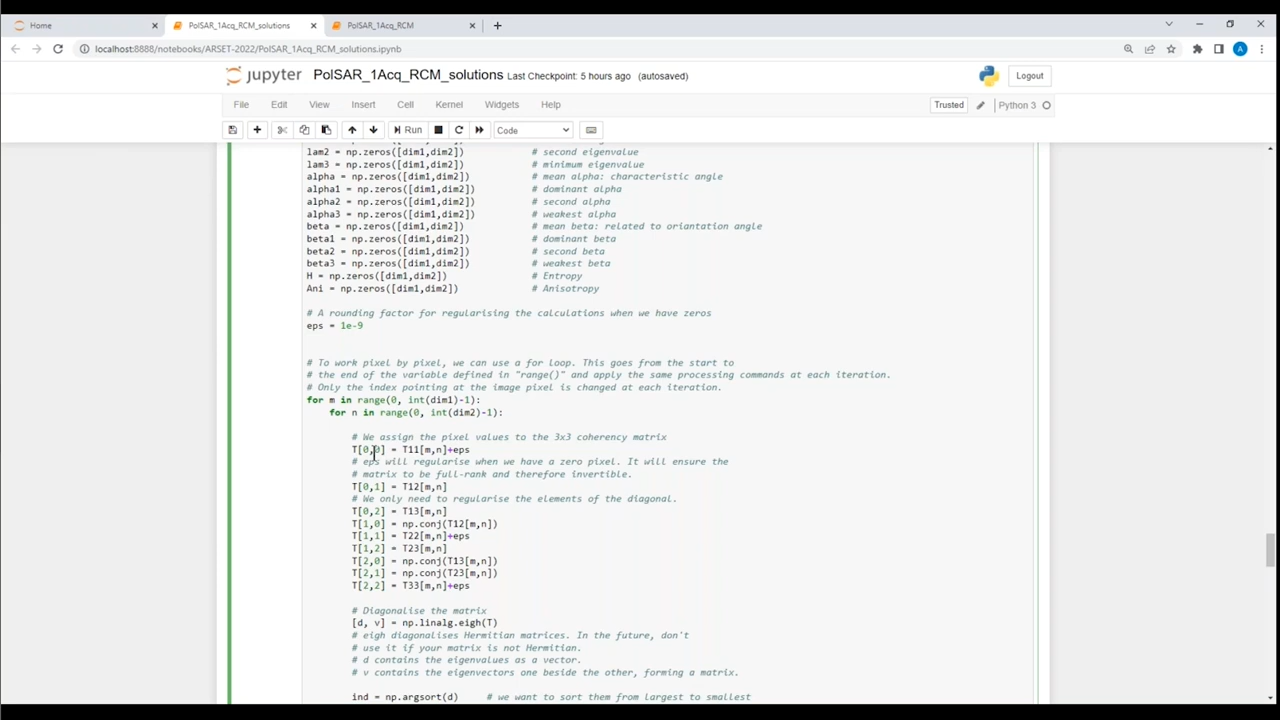 Home
PolSAR_1Acq_RCM_solutions
PolSAR_1Acq_RCM
localhost:8888/notebooks/ARSET-2022/PolSAR_1Acq_RCM_solutions.ipynb
A
jupyter PolSAR_1Acq_RCM_solutions Last Checkpoint: 5 hours ago (autosaved)
Logout
File Edit View Insert Cell Kernel Widgets Help
Trusted
Python 3
Run
Code
lam2 = np.zeros([dim1,dim2]) # second eigenvalue
lam3 = np.zeros([dim1,dim2]) # minimum eigenvalue
alpha = np.zeros([dim1,dim2]) # mean alpha: characteristic angle
alpha1 = np.zeros([dim1,dim2]) # dominant alpha
alpha2 = np.zeros([dim1,dim2]) # second alpha
alpha3 = np.zeros([dim1,dim2]) # weakest alpha
beta = np.zeros([dim1,dim2]) # mean beta: related to oriantation angle
beta1 = np.zeros([dim1,dim2]) # dominant beta
beta2 = np.zeros([dim1,dim2]) # second beta
beta3 = np.zeros([dim1,dim2]) # weakest beta
H = np.zeros([dim1,dim2]) # Entropy
Ani = np.zeros([dim1,dim2]) # Anisotropy
# A rounding factor for regularising the calculations when we have zeros
eps = 1e-9
# To work pixel by pixel, we can use a for loop. This goes from the start to
# the end of the variable defined in "range()" and apply the same processing commands at each iteration.
# Only the index pointing at the image pixel is changed at each iteration.
for m in range(0, int(dim1)-1):
for n in range(0, int(dim2)-1):
# We assign the pixel values to the 3x3 coherency matrix
T[0,0] = T11[m,n]+eps
# eps will regularise when we have a zero pixel. It will ensure the
# matrix to be full-rank and therefore invertible.
T[0,1] = T12[m,n]
# We only need to regularise the elements of the diagonal.
T[0,2] = T13[m,n]
T[1,0] = np.conj(T12[m,n])
T[1,1] = T22[m,n]+eps
T[1,2] = T23[m,n]
T[2,0] = np.conj(T13[m,n])
T[2,1] = np.conj(T23[m,n])
T[2,2] = T33[m,n]+eps
# Diagonalise the matrix
[d, v] = np.linalg.eigh(T)
# eigh diagonalises Hermitian matrices. In the future, don't
# use it if your matrix is not Hermitian.
# d contains the eigenvalues as a vector.
# v contains the eigenvectors one beside the other, forming a matrix.
ind = np.argsort(d) # we want to sort them from largest to smallest